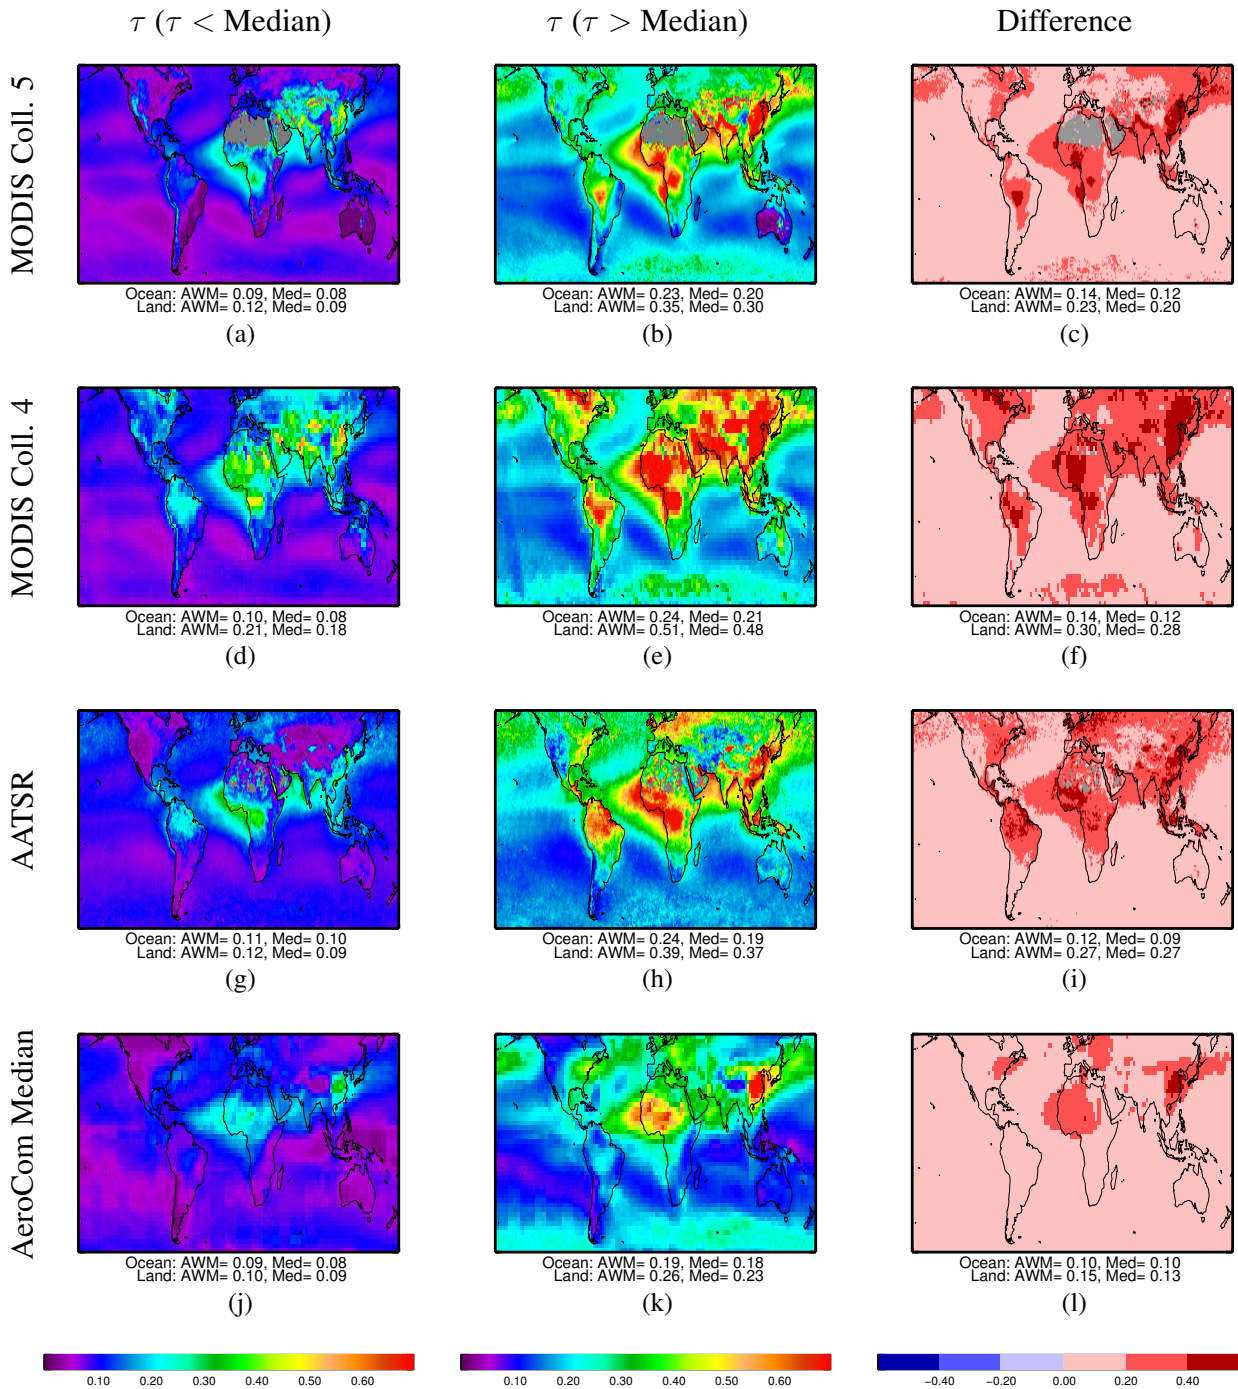 τ (τ < Median)
τ (τ > Median)
Difference
MODIS Coll. 5
Ocean: AWM= 0.09, Med= 0.08
Land: AWM= 0.12, Med= 0.09
(a)
Ocean: AWM= 0.23, Med= 0.20
Land: AWM= 0.35, Med= 0.30
(b)
Ocean: AWM= 0.14, Med= 0.12
Land: AWM= 0.23, Med= 0.20
(c)
MODIS Coll. 4
Ocean: AWM= 0.10, Med= 0.08
Land: AWM= 0.21, Med= 0.18
(d)
Ocean: AWM= 0.24, Med= 0.21
Land: AWM= 0.51, Med= 0.48
(e)
Ocean: AWM= 0.14, Med= 0.12
Land: AWM= 0.30, Med= 0.28
(f)
AATSR
Ocean: AWM= 0.11, Med= 0.10
Land: AWM= 0.12, Med= 0.09
(g)
Ocean: AWM= 0.24, Med= 0.19
Land: AWM= 0.39, Med= 0.37
(h)
Ocean: AWM= 0.12, Med= 0.09
Land: AWM= 0.27, Med= 0.27
(i)
AeroCom Median
Ocean: AWM= 0.09, Med= 0.08
Land: AWM= 0.10, Med= 0.09
(j)
Ocean: AWM= 0.19, Med= 0.18
Land: AWM= 0.26, Med= 0.23
(k)
Ocean: AWM= 0.10, Med= 0.10
Land: AWM= 0.15, Med= 0.13
(l)
0.10 0.20 0.30 0.40 0.50 0.60
0.10 0.20 0.30 0.40 0.50 0.60
−0.40 −0.20 0.00 0.20 0.40